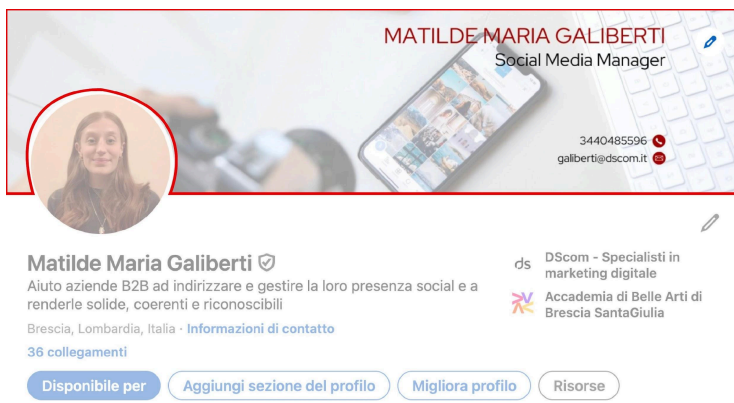 MATILDE MARIA GALIBERTI
Social Media Manager
3440485596
galiberti@dscom.it
Matilde Maria Galiberti
Aiuto aziende B2B ad indirizzare e gestire la loro presenza social e a
renderle solide, coerenti e riconoscibili
Brescia, Lombardia, Italia · Informazioni di contatto
36 collegamenti
ds
DScom - Specialisti in
marketing digitale
Accademia di Belle Arti di
Brescia SantaGiulia
Disponibile per
Aggiungi sezione del profilo
Migliora profilo
Risorse